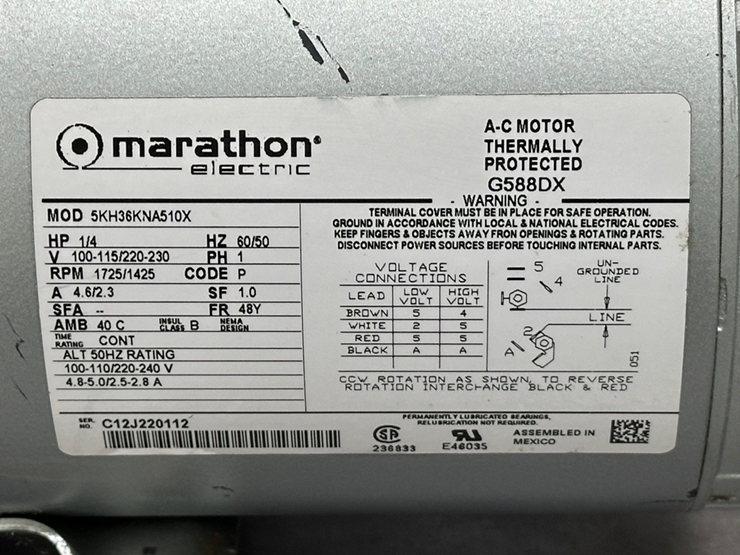 marathon®
electric
A-C MOTOR
THERMALLY
PROTECTED
G588DX
- WARNING -
TERMINAL COVER MUST BE IN PLACE FOR SAFE OPERATION.
GROUND IN ACCORDANCE WITH LOCAL & NATIONAL ELECTRICAL CODES.
KEEP FINGERS & OBJECTS AWAY FROM OPENINGS & ROTATING PARTS.
DISCONNECT POWER SOURCES BEFORE TOUCHING INTERNAL PARTS.
MOD 5KH36KNA510X
HP 1/4 HZ 60/50
V 100-115/220-230 PH 1
RPM 1725/1425 CODE P
A 4.6/2.3 SF 1.0
SFA -- FR 48Y
AMB 40 C INSUL CLASS B NEMA DESIGN
TIME RATING CONT
ALT 50HZ RATING
100-110/220-240 V
4.8-5.0/2.5-2.8 A
VOLTAGE
CONNECTIONS
LEAD LOW VOLT HIGH VOLT
BROWN 5 4
WHITE 2 5
RED 5 5
BLACK A A
5
4
2
A
UN-
GROUNDED
LINE
LINE
051
CCW ROTATION AS SHOWN, TO REVERSE
ROTATION INTERCHANGE BLACK & RED
SER. NO. C12J220112
PERMANENTLY LUBRICATED BEARINGS,
RELUBRICATION NOT REQUIRED.
SA
236833
E46035
ASSEMBLED IN
MEXICO